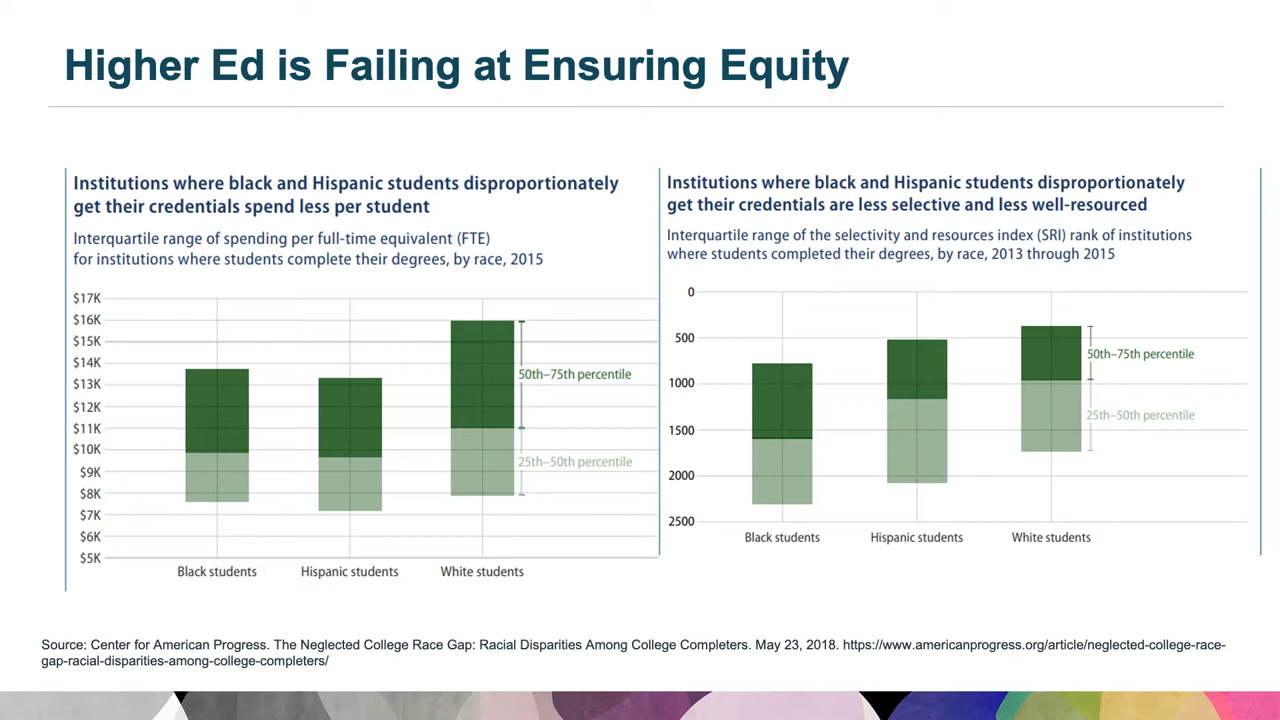 Higher Ed is Failing at Ensuring Equity
Institutions where black and Hispanic students disproportionately
get their credentials spend less per student
Interquartile range of spending per full-time equivalent (FTE)
for institutions where students complete their degrees, by race, 2015
$17K
$16K
$15K
$14K
$13K
$12K
$11K
$10K
$9K
$8K
$7K
$6K
$5K
50th–75th percentile
25th–50th percentile
Black students
Hispanic students
White students
Institutions where black and Hispanic students disproportionately
get their credentials are less selective and less well-resourced
Interquartile range of the selectivity and resources index (SRI) rank of institutions
where students completed their degrees, by race, 2013 through 2015
0
500
1000
1500
2000
2500
50th–75th percentile
25th–50th percentile
Black students
Hispanic students
White students
Source: Center for American Progress. The Neglected College Race Gap: Racial Disparities Among College Completers. May 23, 2018. https://www.americanprogress.org/article/neglected-college-race-
gap-racial-disparities-among-college-completers/